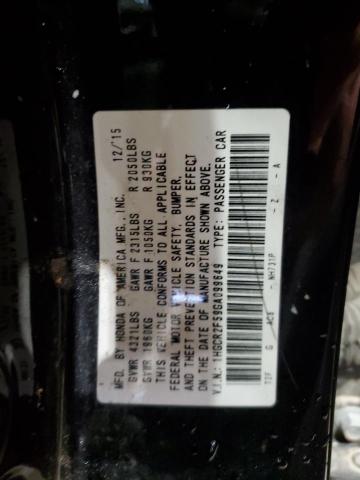 MFD. BY HONDA OF AMERICA MFG., INC. 12/'15
GVWR 4321LBS GAWR F 2315LBS R 2050LBS
GVWR 1960KG GAWR F 1050KG R 930KG
THIS VEHICLE CONFORMS TO ALL APPLICABLE
FEDERAL MOTOR VEHICLE SAFETY, BUMPER,
AND THEFT PREVENTION STANDARDS IN EFFECT
ON THE DATE OF MANUFACTURE SHOWN ABOVE.
V.I.N.: 1HGCR2F59GA099649 TYPE: PASSENGER CAR
G NH731P - Z - A